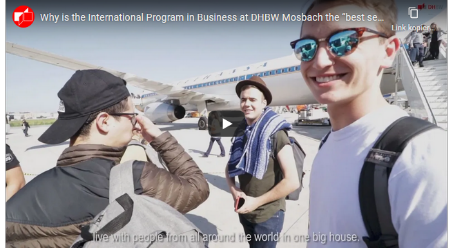 Why is the International Program in Business at DHBW Mosbach the "best se...
Link kopier...
live with people from all around the world in one big house.